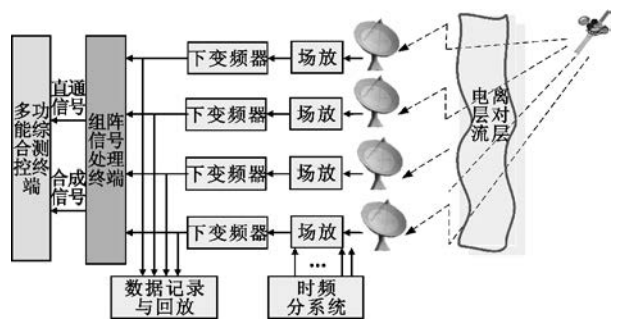 多功
能综
合测
控终
端
直通
信号
合成
信号
组阵
信号
处理
终端
下变频器
场放
下变频器
场放
下变频器
场放
下变频器
场放
电离
层对
流层
...
数据记录
与回放
时频
分系统